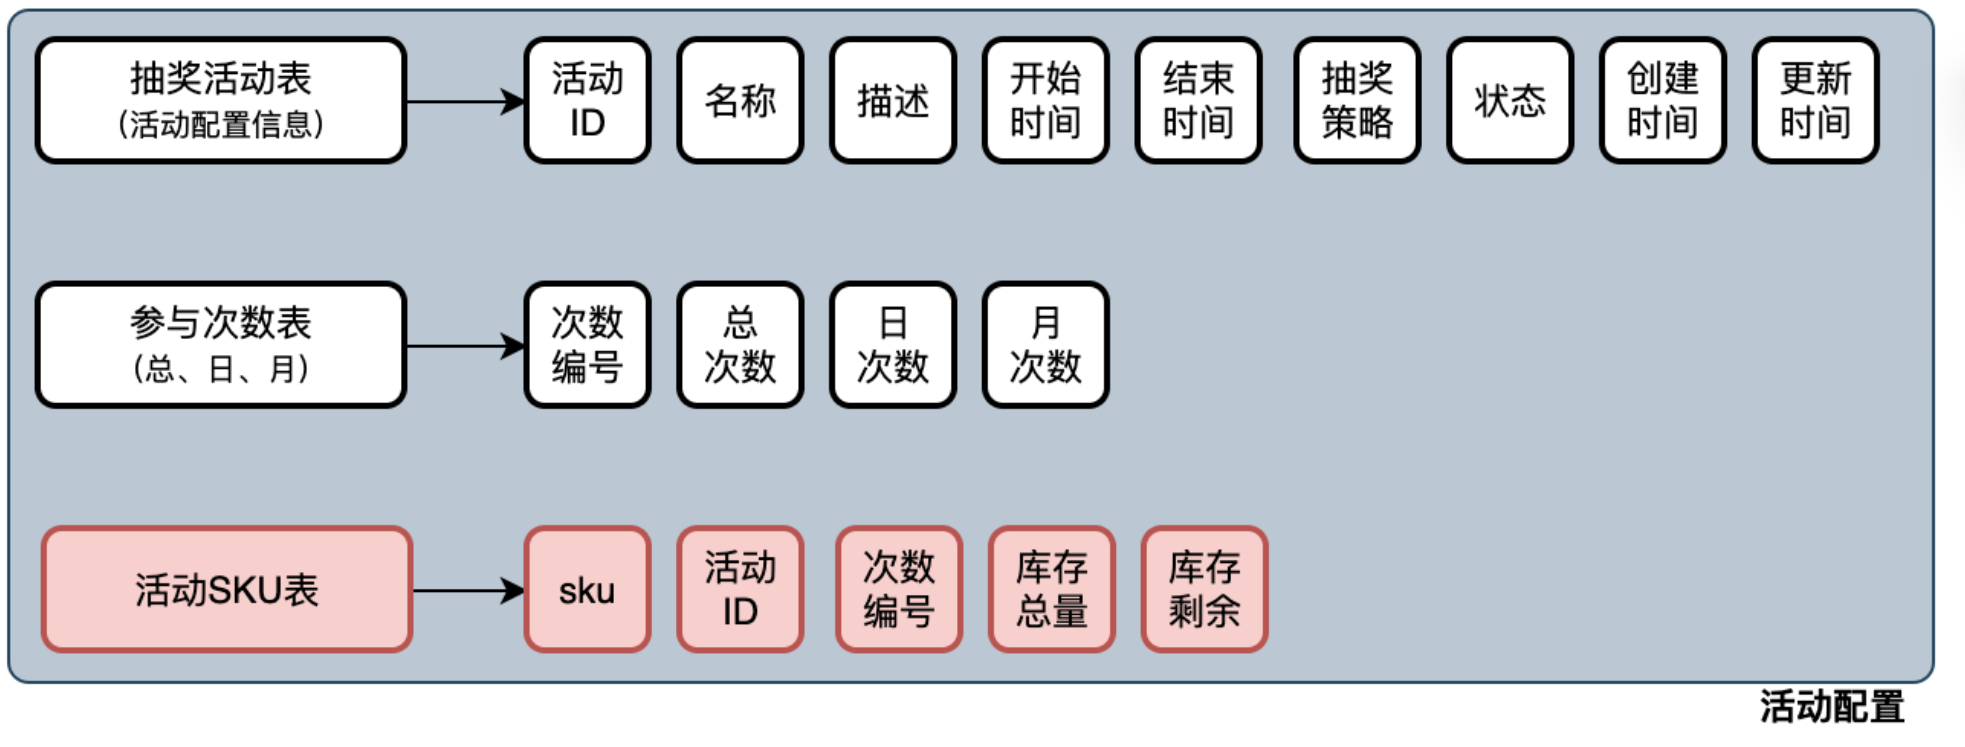 抽奖活动表
(活动配置信息)
活动
ID
名称
描述
开始
时间
结束
时间
抽奖
策略
状态
创建
时间
更新
时间
参与次数表
(总、日、月)
次数
编号
总
次数
日
次数
月
次数
活动SKU表
sku
活动
ID
次数
编号
库存
总量
库存
剩余
活动配置